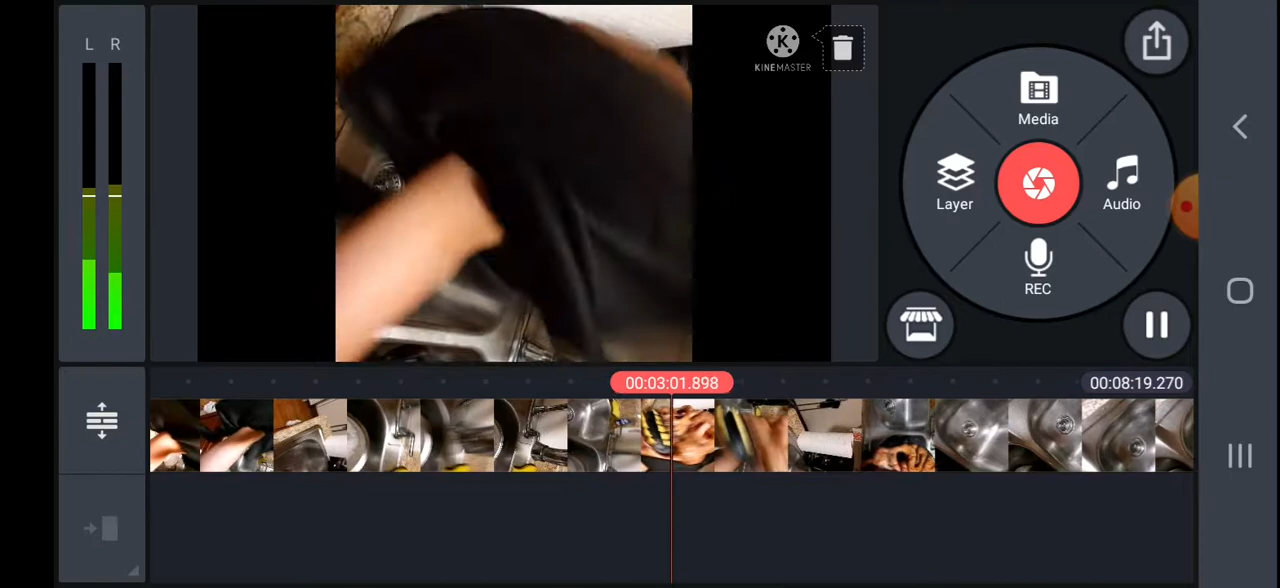 L R
KINEMASTER
Media
Layer
Audio
REC
00:03:01.898
00:08:19.270